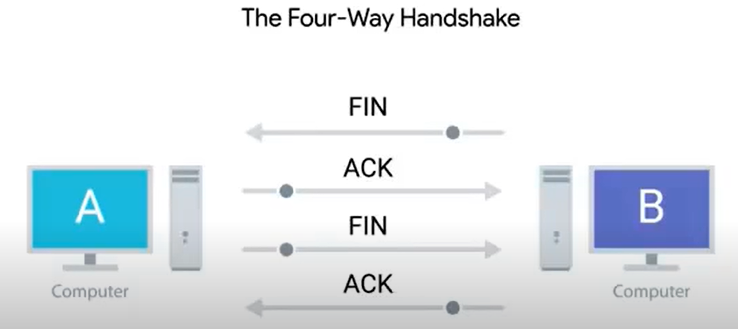 The Four-Way Handshake
FIN
ACK
A
B
FIN
ACK
Computer
Computer